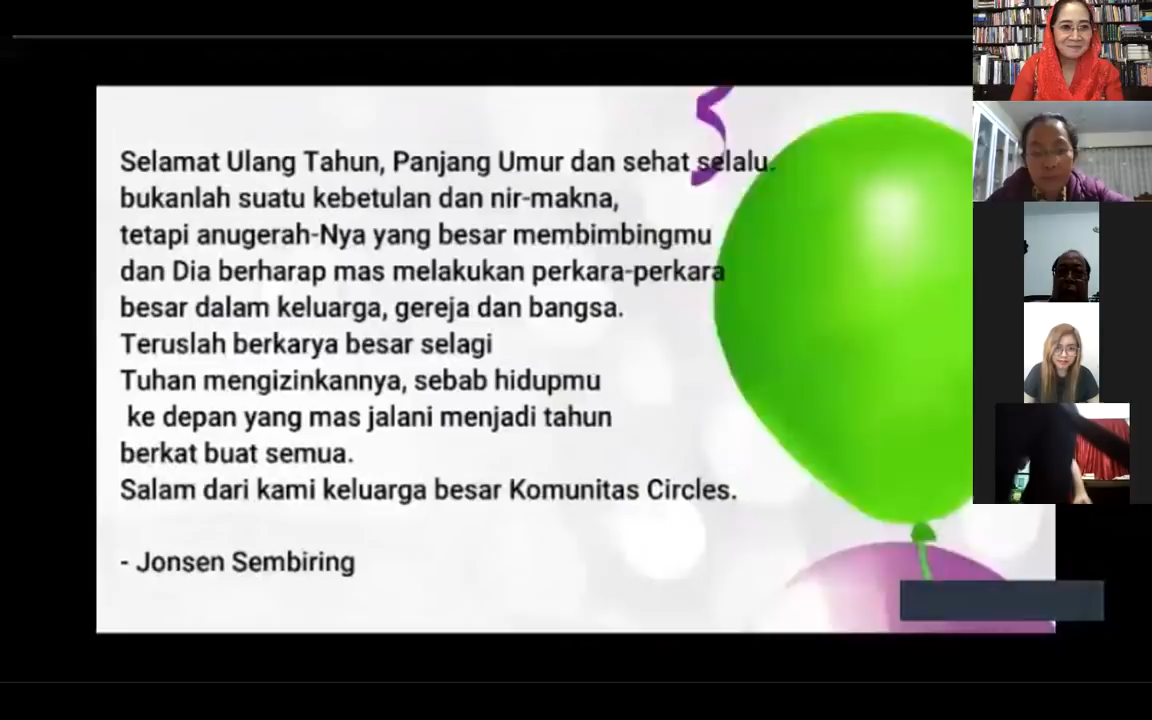 Selamat Ulang Tahun, Panjang Umur dan sehat selalu.
bukanlah suatu kebetulan dan nir-makna,
tetapi anugerah-Nya yang besar membimbingmu
dan Dia berharap mas melakukan perkara-perkara
besar dalam keluarga, gereja dan bangsa.
Teruslah berkarya besar selagi
Tuhan mengizinkannya, sebab hidupmu
ke depan yang mas jalani menjadi tahun
berkat buat semua.
Salam dari kami keluarga besar Komunitas Circles.
- Jonsen Sembiring